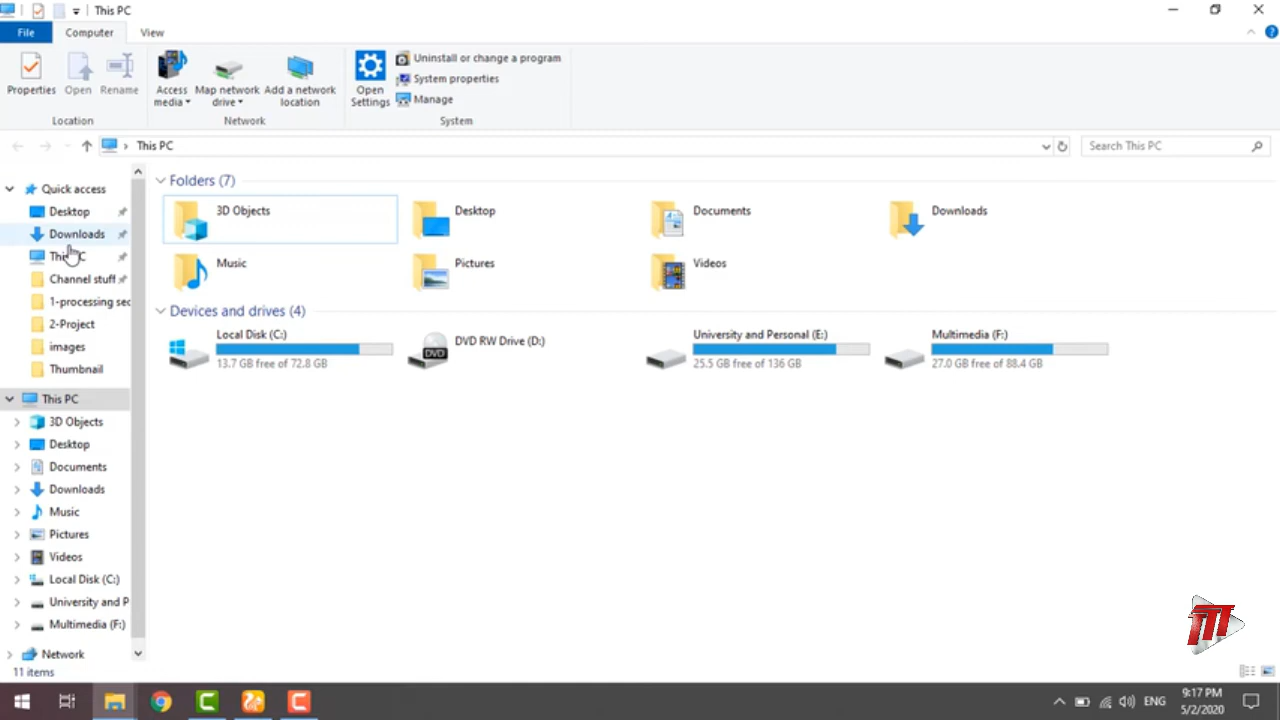 This PC
File Computer View
Properties Open Rename Access media Map network drive Add a network location Open Settings Uninstall or change a program
System properties
Manage
Location Network System
This PC Search This PC
Quick access
Desktop
Downloads
Channel stuff
1-processing sec
2-Project
images
Thumbnail
This PC
3D Objects
Desktop
Documents
Downloads
Music
Pictures
Videos
Local Disk (C:)
University and P
Multimedia (F:)
Network
Folders (7)
3D Objects Desktop Documents Downloads
Music Pictures Videos
Devices and drives (4)
Local Disk (C:) DVD RW Drive (D:) University and Personal (E:) Multimedia (F:)
DVD
13.7 GB free of 72.8 GB 25.5 GB free of 136 GB 27.0 GB free of 88.4 GB
11 items
ENG 9:17 PM
5/2/2020